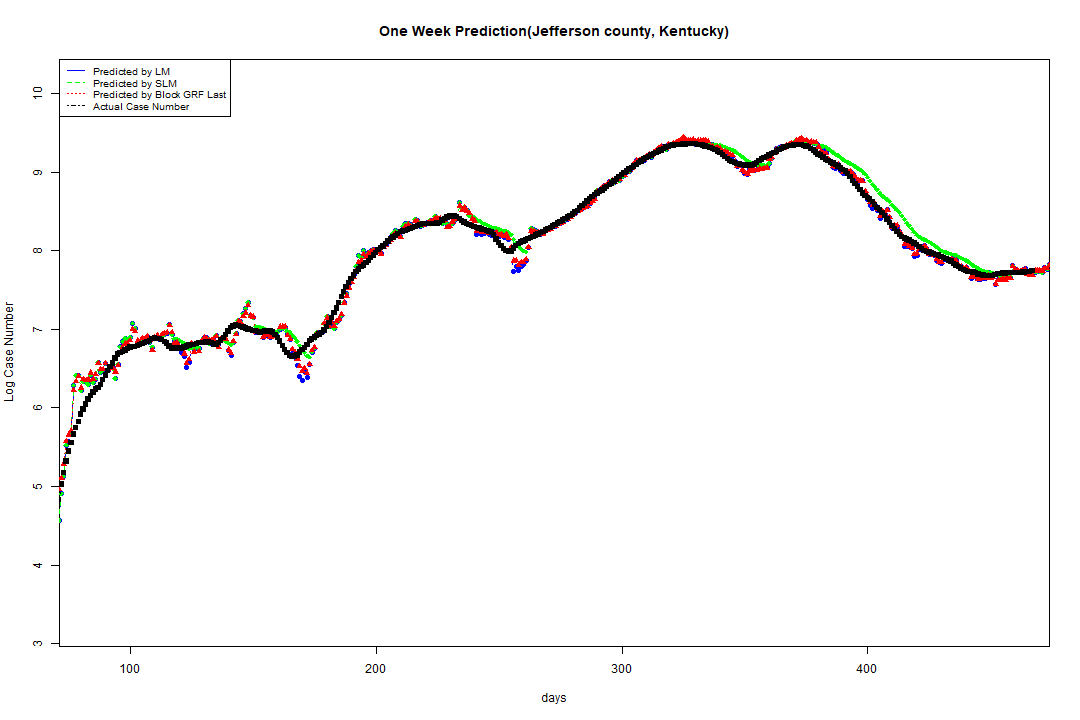 One Week Prediction(Jefferson county, Kentucky)
Predicted by LM
Predicted by SLM
Predicted by Block GRF Last
Actual Case Number
Log Case Number
10
9
8
7
6
5
4
3
100 200 300 400
days